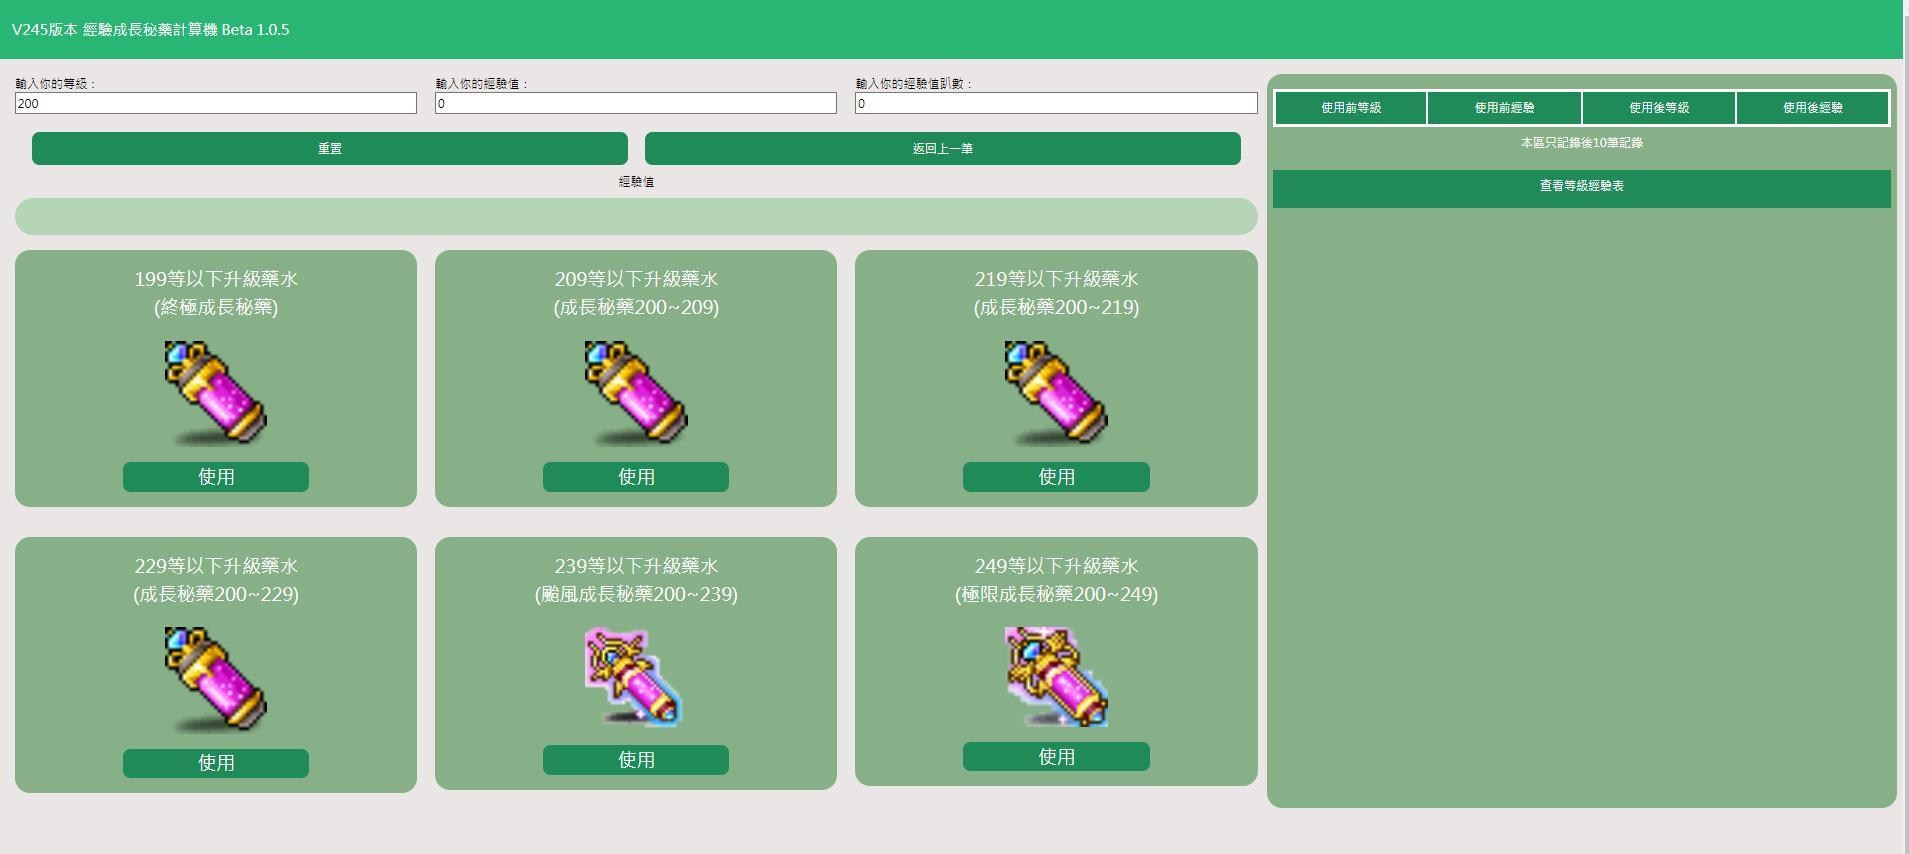 V245版本 經驗成長秘藥計算機 Beta 1.0.5
輸入你的等級：
200
輸入你的經驗值：
0
輸入你的經驗值趴數：
0
重置
返回上一筆
經驗值
199等以下升級藥水
(終極成長秘藥)
使用
209等以下升級藥水
(成長秘藥200~209)
使用
219等以下升級藥水
(成長秘藥200~219)
使用
229等以下升級藥水
(成長秘藥200~229)
使用
239等以下升級藥水
(颱風成長秘藥200~239)
使用
249等以下升級藥水
(極限成長秘藥200~249)
使用
使用前等級
使用前經驗
使用後等級
使用後經驗
本區只記錄後10筆記錄
查看等級經驗表